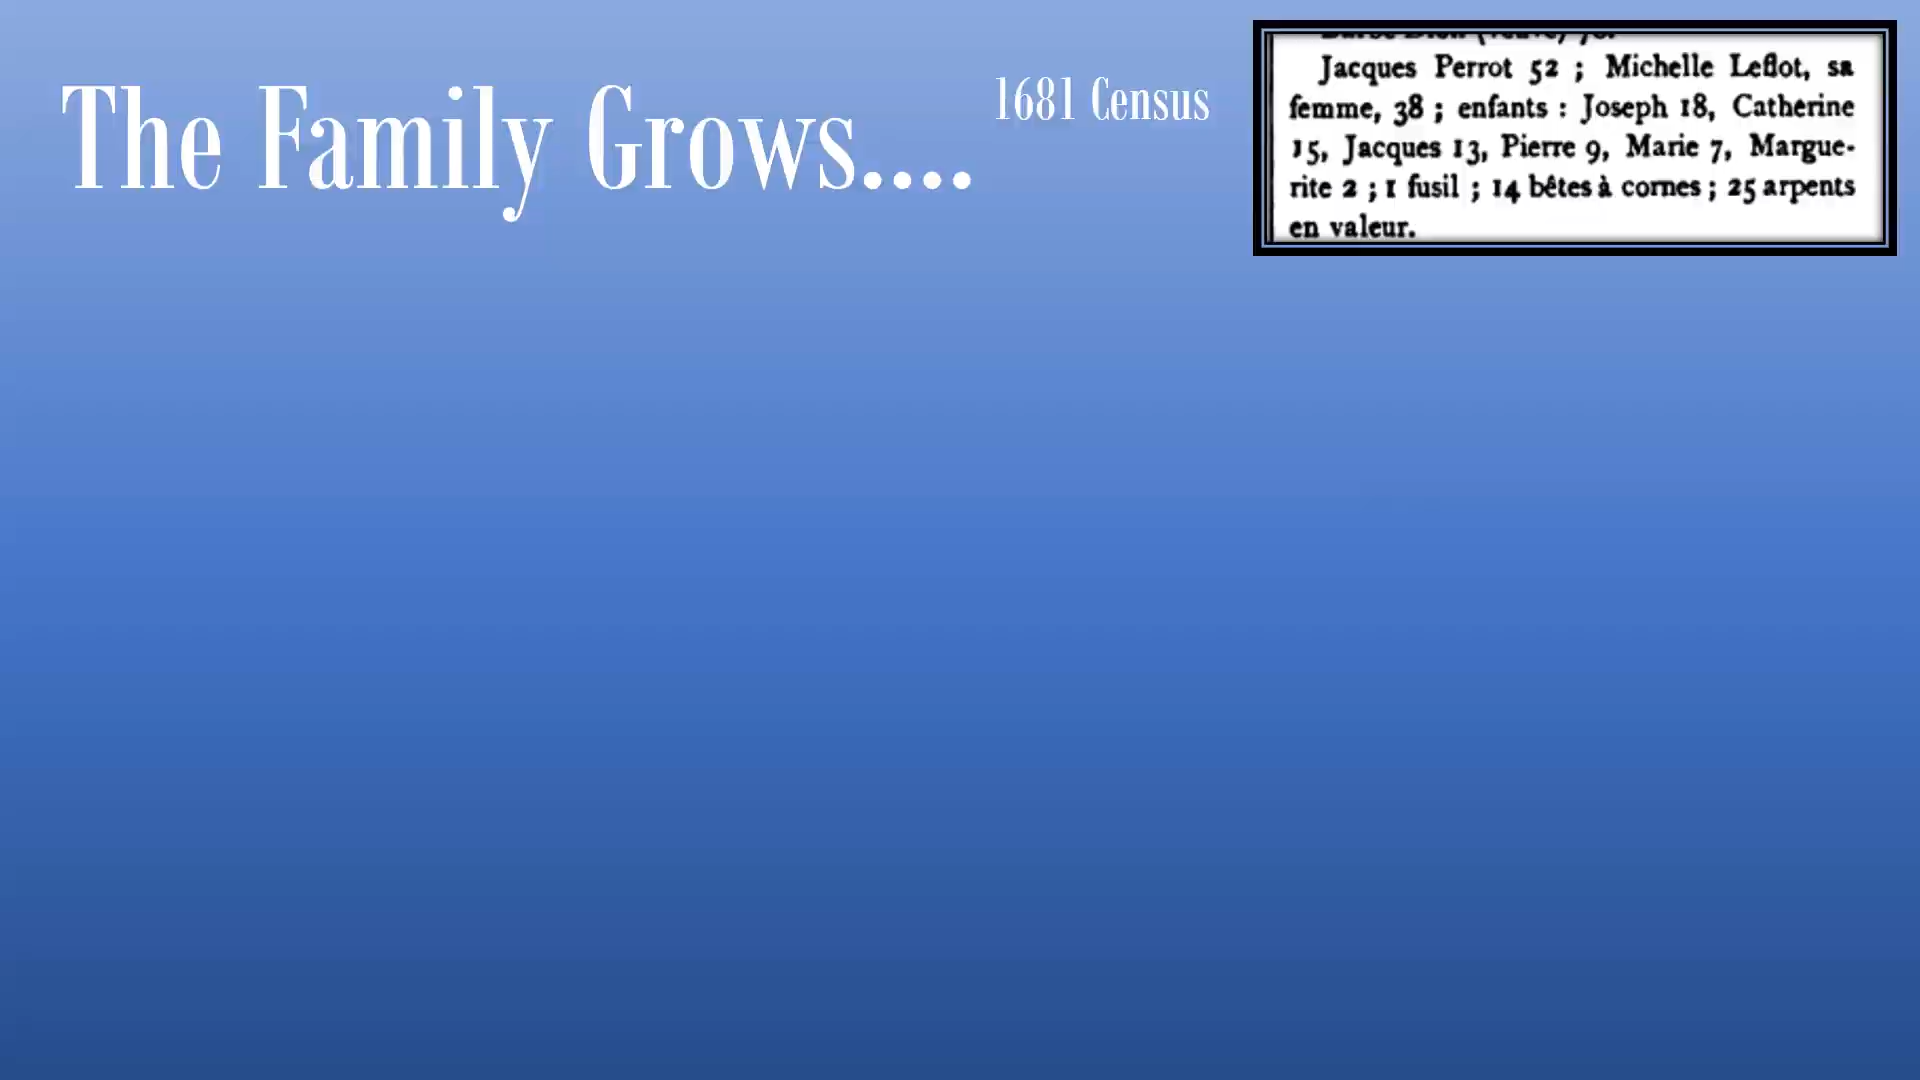 The Family Grows....
1681 Census
Jacques Perrot 52 ; Michelle Leflot, sa
femme, 38 ; enfants : Joseph 18, Catherine
15, Jacques 13, Pierre 9, Marie 7, Margue-
rite 2 ; 1 fusil ; 14 bêtes à cornes ; 25 arpents
en valeur.